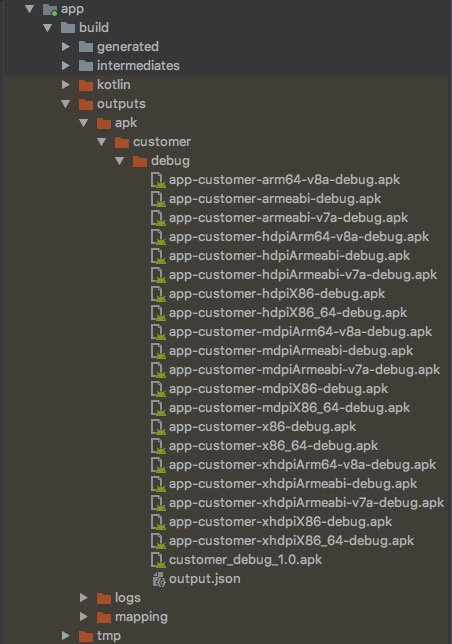 app
build
generated
intermediates
kotlin
outputs
apk
customer
debug
app-customer-arm64-v8a-debug.apk
app-customer-armeabi-debug.apk
app-customer-armeabi-v7a-debug.apk
app-customer-hdpiArm64-v8a-debug.apk
app-customer-hdpiArmeabi-debug.apk
app-customer-hdpiArmeabi-v7a-debug.apk
app-customer-hdpiX86-debug.apk
app-customer-hdpiX86_64-debug.apk
app-customer-mdpiArm64-v8a-debug.apk
app-customer-mdpiArmeabi-debug.apk
app-customer-mdpiArmeabi-v7a-debug.apk
app-customer-mdpiX86-debug.apk
app-customer-mdpiX86_64-debug.apk
app-customer-x86-debug.apk
app-customer-x86_64-debug.apk
app-customer-xhdpiArm64-v8a-debug.apk
app-customer-xhdpiArmeabi-debug.apk
app-customer-xhdpiArmeabi-v7a-debug.apk
app-customer-xhdpiX86-debug.apk
app-customer-xhdpiX86_64-debug.apk
customer_debug_1.0.apk
output.json
logs
mapping
tmp